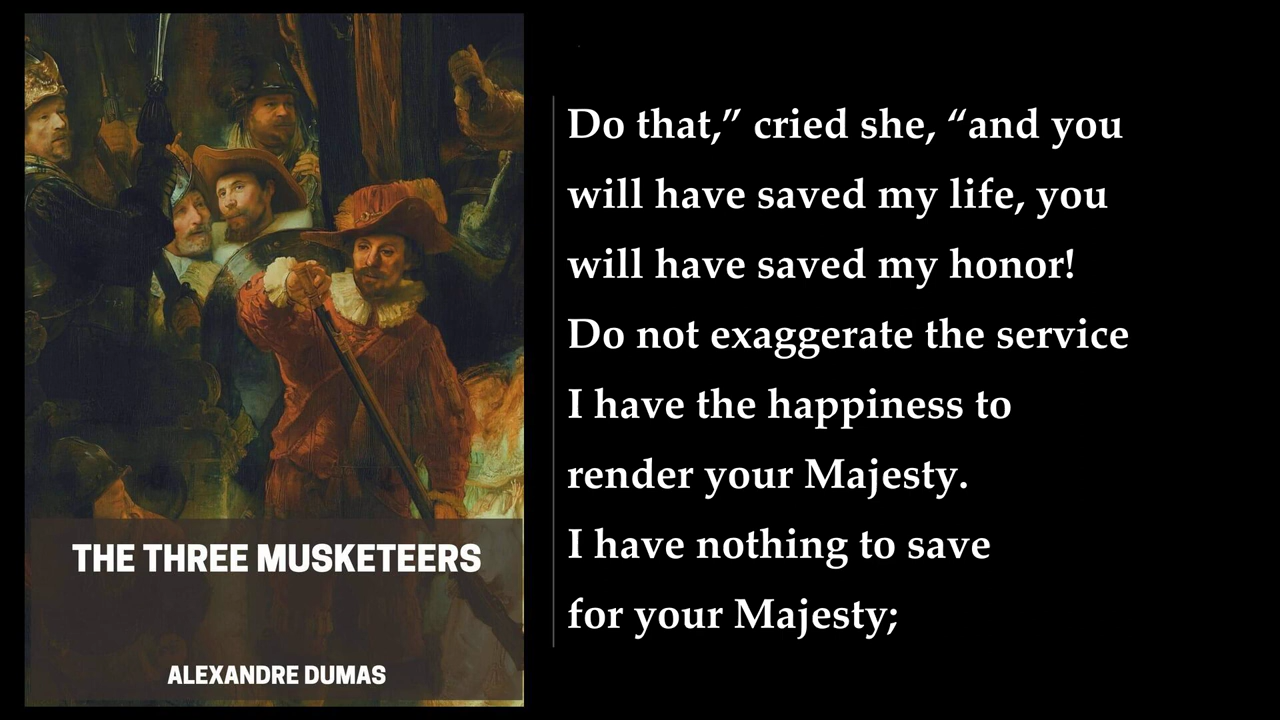 THE THREE MUSKETEERS
ALEXANDRE DUMAS
Do that,” cried she, “and you
will have saved my life, you
will have saved my honor!
Do not exaggerate the service
I have the happiness to
render your Majesty.
I have nothing to save
for your Majesty;